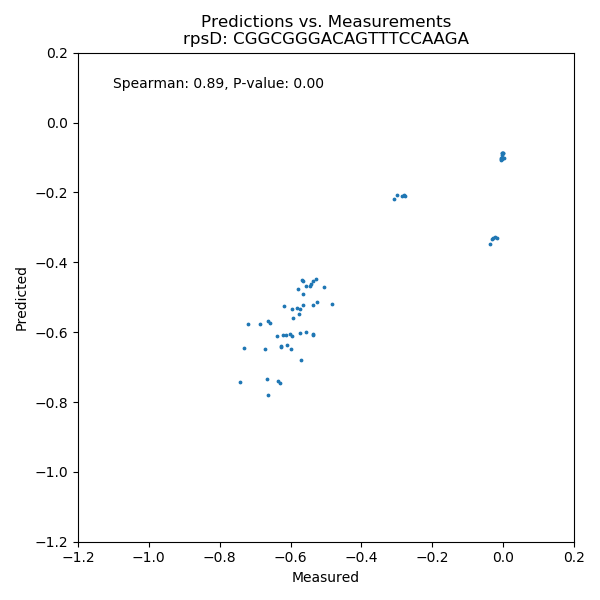 Predictions vs. Measurements
rpsD: CGGCGGGACAGTTTCCAAGA
Spearman: 0.89, P-value: 0.00
0.2
0.0
−0.2
−0.4
−0.6
−0.8
−1.0
−1.2
Predicted
−1.2 −1.0 −0.8 −0.6 −0.4 −0.2 0.0 0.2
Measured